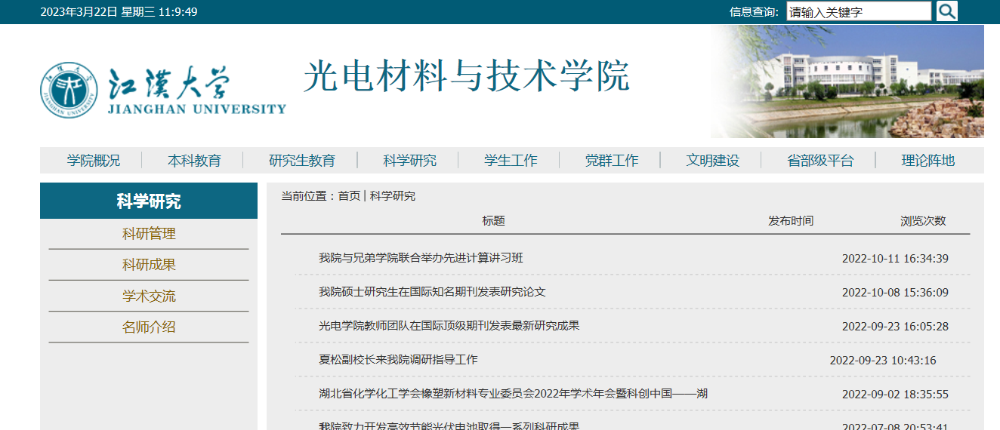 2023年3月22日 星期三 11:9:49
信息查询: 请输入关键字
江漢大学
JIANGHAN UNIVERSITY
光电材料与技术学院
学院概况 本科教育 研究生教育 科学研究 学生工作 党群工作 文明建设 省部级平台 理论阵地
科学研究
科研管理
科研成果
学术交流
名师介绍
当前位置：首页 | 科学研究
标题 发布时间 浏览次数
我院与兄弟学院联合举办先进计算讲习班 2022-10-11 16:34:39
我院硕士研究生在国际知名期刊发表研究论文 2022-10-08 15:36:09
光电学院教师团队在国际顶级期刊发表最新研究成果 2022-09-23 16:05:28
夏松副校长来我院调研指导工作 2022-09-23 10:43:16
湖北省化学化工学会橡塑新材料专业委员会2022年学术年会暨科创中国——湖 2022-09-02 18:35:55
我院致力开发高效节能光伏电池取得一系列科研成果 2022-07-08 20:53:41